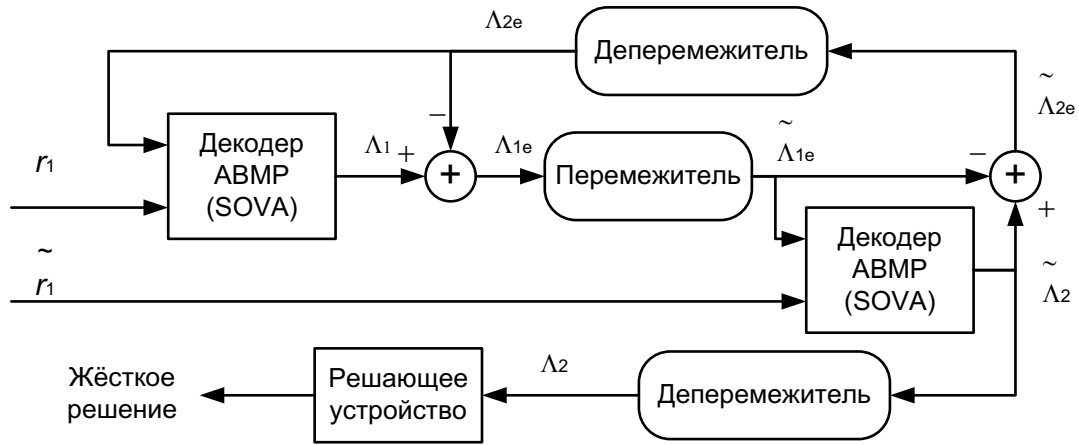 Λ2e
Деперемежитель
~
Λ2e
Декодер
АВМР
(SOVA)
r1
Λ1
+
−
+
Λ1e
Перемежитель
~
Λ1e
−
+
+
Декодер
АВМР
(SOVA)
~
Λ2
~
r1
Жёсткое
решение
Решающее
устройство
Λ2
Деперемежитель